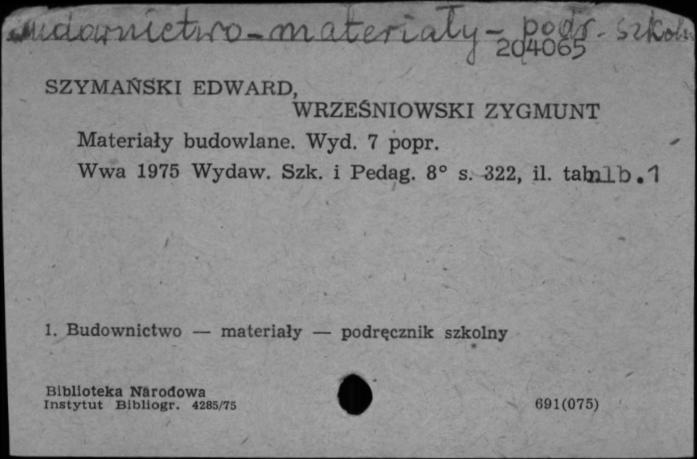 Budownictwo - materiały - podr. szkoln
204065
SZYMAŃSKI EDWARD,
WRZEŚNIOWSKI ZYGMUNT
Materiały budowlane. Wyd. 7 popr.
Wwa 1975 Wydaw. Szk. i Pedag. 8° s. 322, il. tab nlb.1
1. Budownictwo — materiały — podręcznik szkolny
Biblioteka Narodowa
Instytut Bibliogr. 4285/75
691(075)